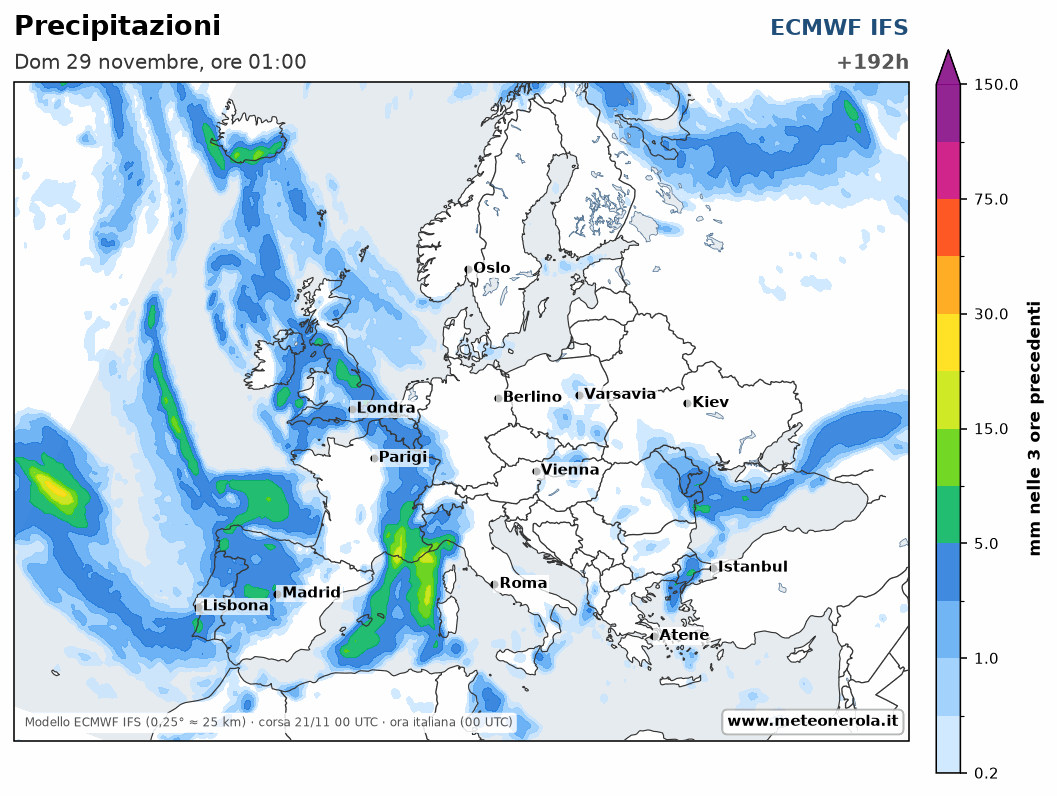 Precipitazioni
ECMWF IFS
Dom 29 novembre, ore 01:00
+192h
150.0
75.0
30.0
15.0
5.0
1.0
0.2
mm nelle 3 ore precedenti
Oslo
Berlino
Varsavia
Kiev
Londra
Parigi
Vienna
Istanbul
Roma
Madrid
Lisbona
Atene
Modello ECMWF IFS (0,25° ≈ 25 km) · corsa 21/11 00 UTC · ora italiana (00 UTC)
www.meteonerola.it